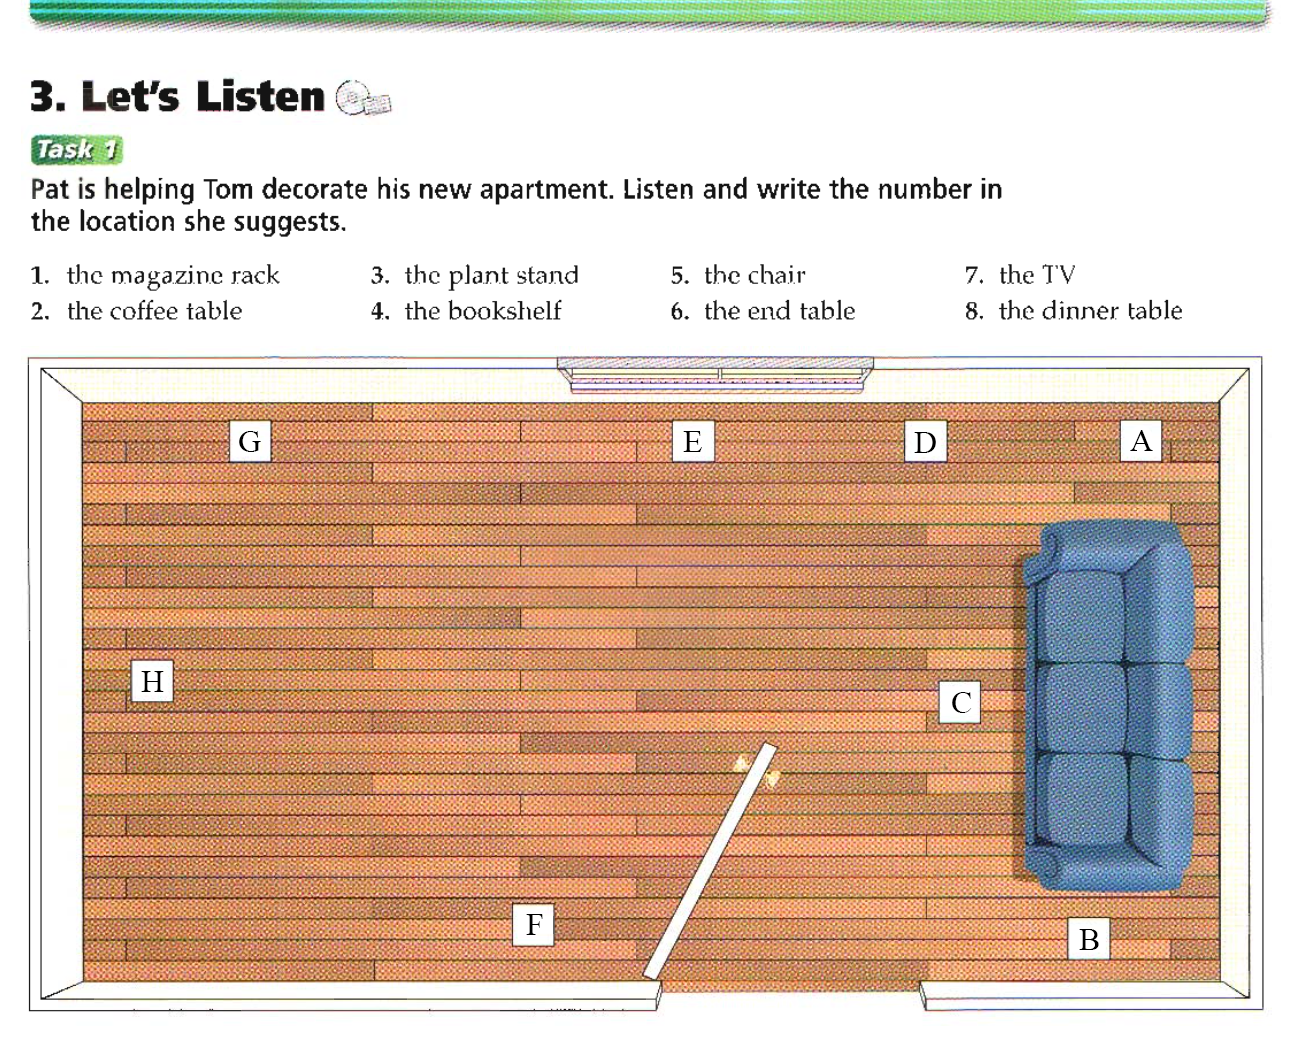 3. Let's Listen
Task 1
Pat is helping Tom decorate his new apartment. Listen and write the number in
the location she suggests.
1. the magazine rack 3. the plant stand 5. the chair 7. the TV
2. the coffee table 4. the bookshelf 6. the end table 8. the dinner table
G E D A
H C
F B